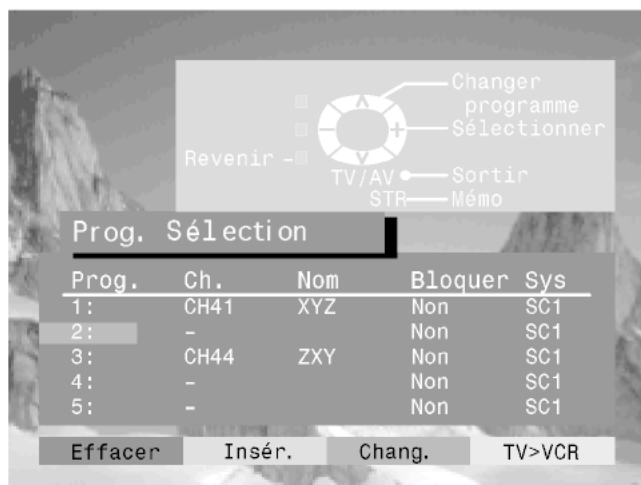 Changer
programme
Sélectionner
Revenir
TV/AV Sortir
STR Mémo
Prog. Sélection
Prog. Ch. Nom Bloquer Sys
1: CH41 XYZ Non SC1
2: - Non SC1
3: CH44 ZXY Non SC1
4: - Non SC1
5: - Non SC1
Effacer Insér. Chang. TV>VCR